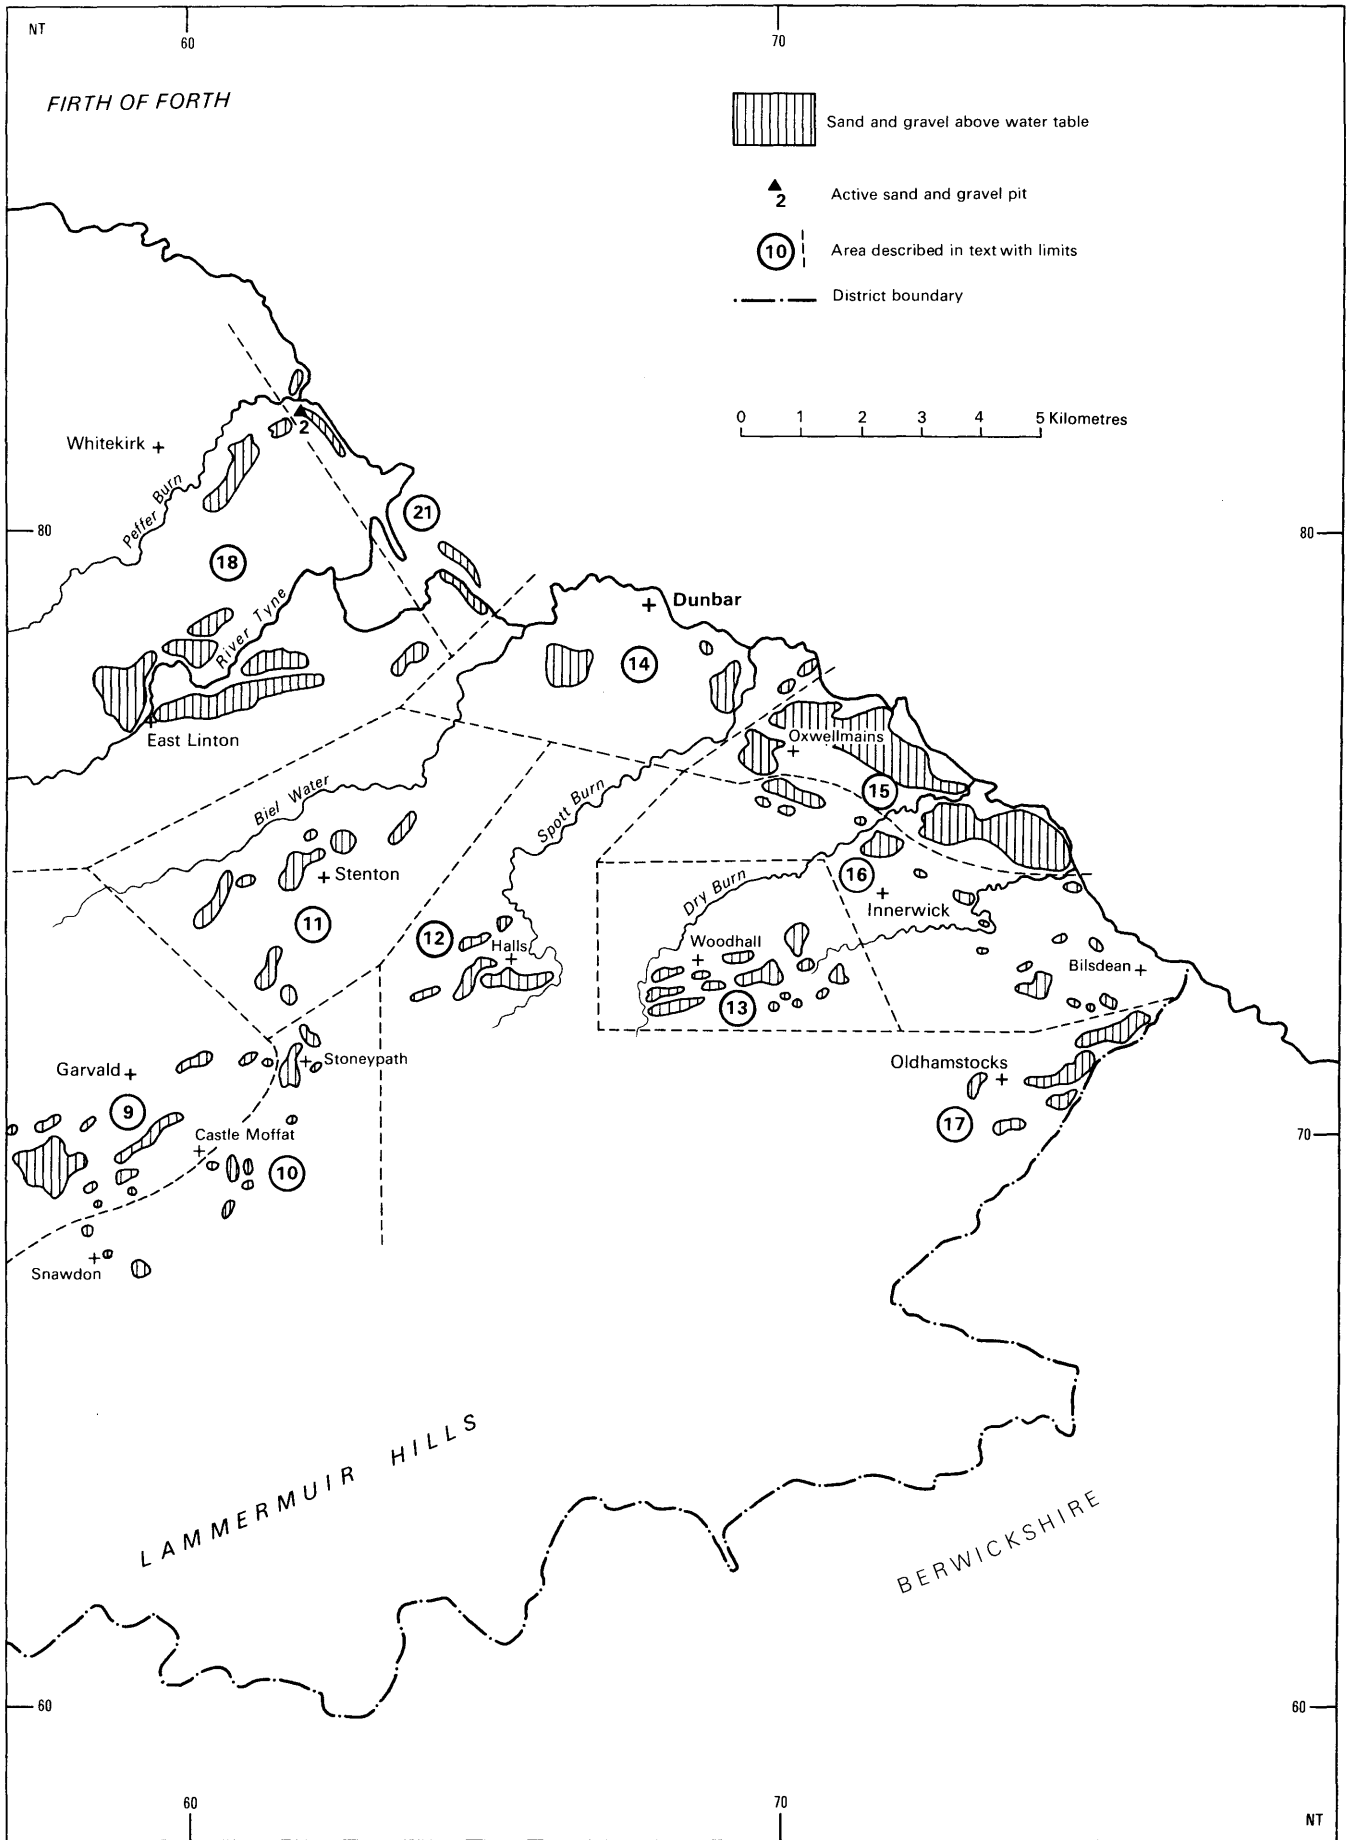 NT
60
70
FIRTH OF FORTH
Sand and gravel above water table
2
Active sand and gravel pit
10
Area described in text with limits
District boundary
0 1 2 3 4 5 Kilometres
2
Whitekirk
Peffer Burn
21
80
80
18
River Tyne
Dunbar
14
East Linton
Oxwellmains
Biel Water
Spott Burn
15
Stenton
16
Dry Burn
Innerwick
11
12
Halls
Woodhall
Bilsdean
13
Stoneypath
Garvald
Oldhamstocks
9
17
Castle Moffat
70
10
Snawdon
LAMMERMUIR HILLS
BERWICKSHIRE
60
60
60
70
NT